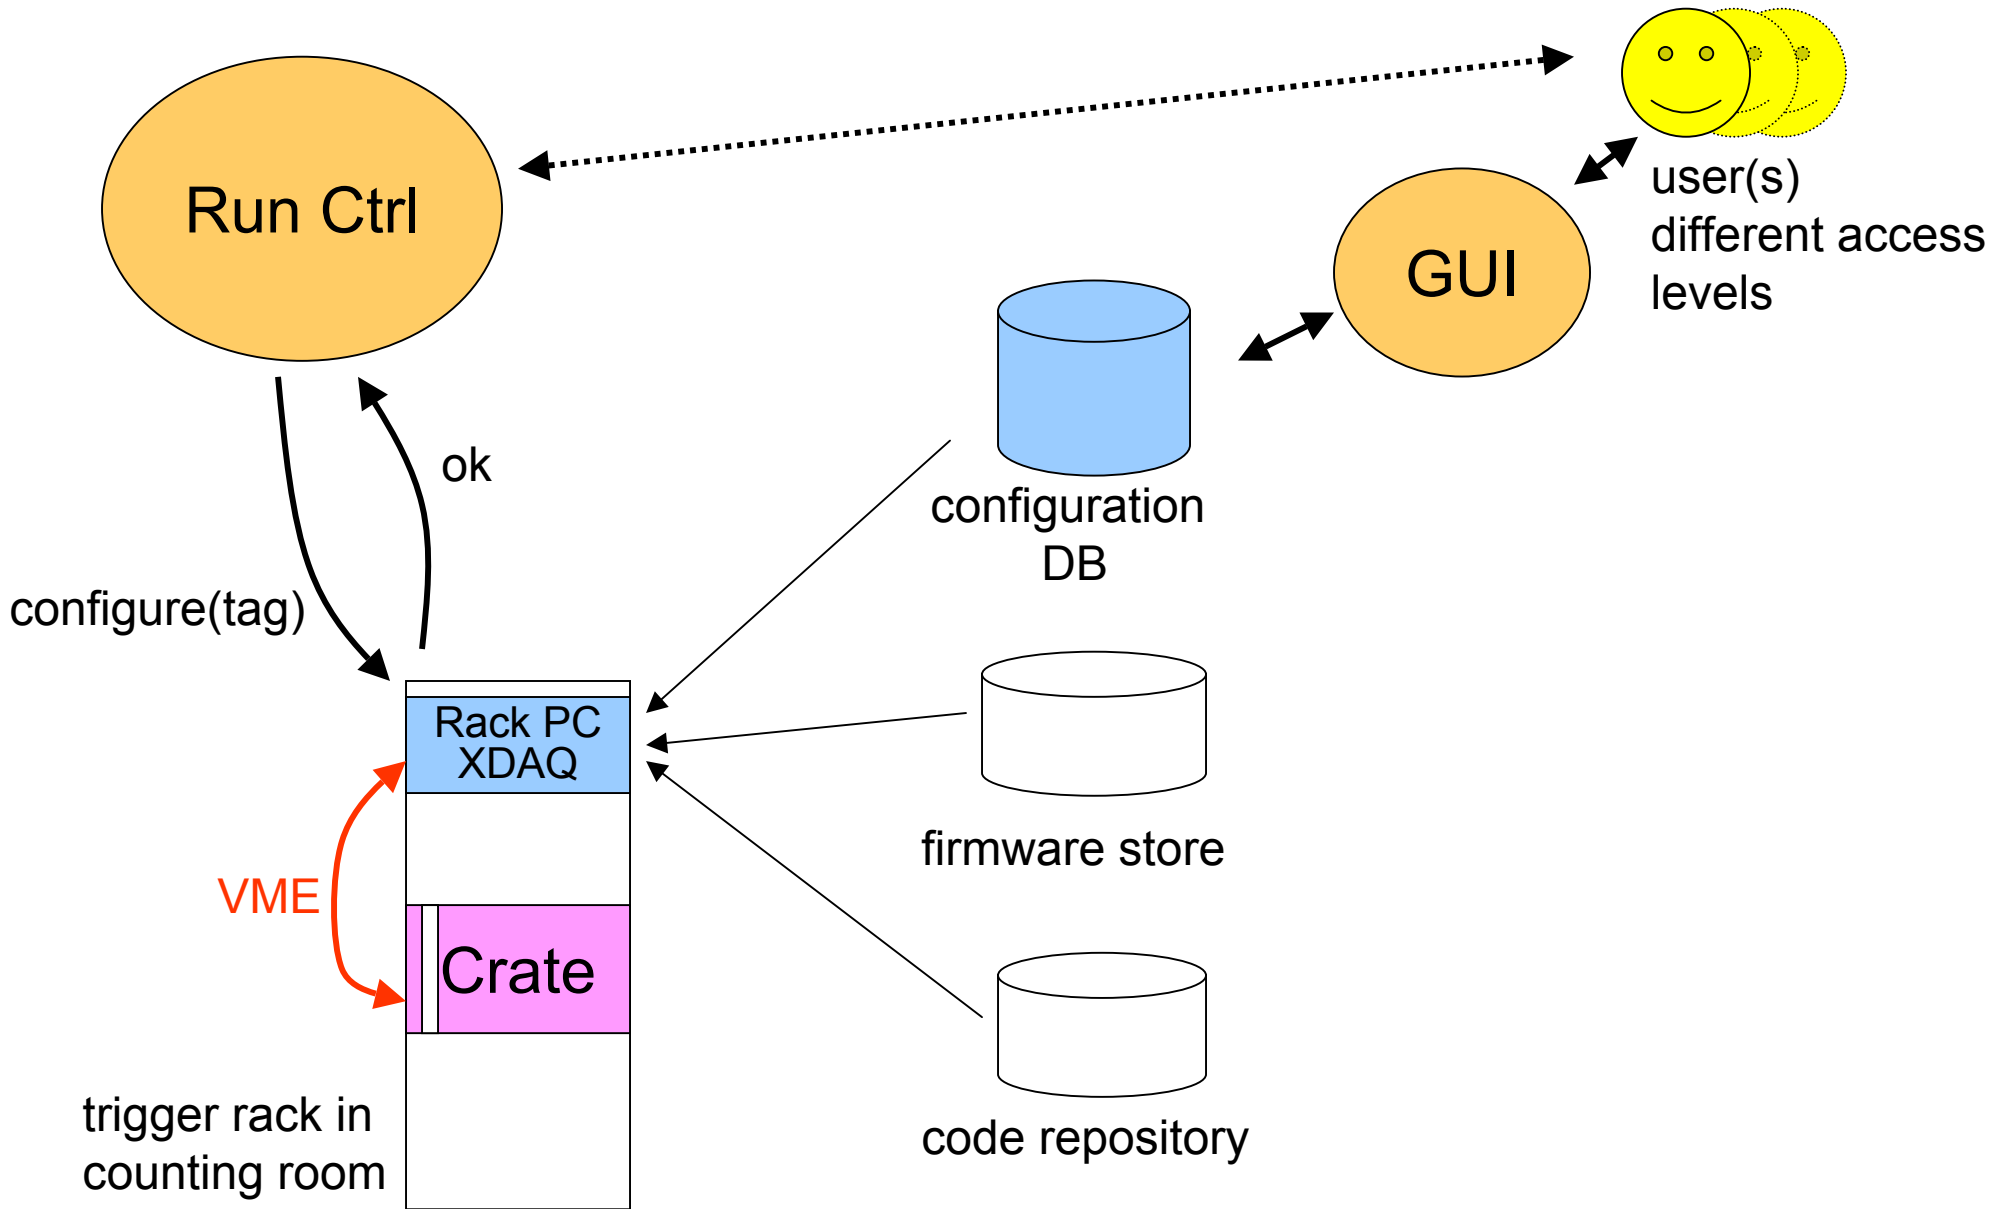 Run Ctrl
user(s)
different access
levels
GUI
ok
configuration
DB
configure(tag)
Rack PC
XDAQ
firmware store
VME
Crate
trigger rack in
counting room
code repository